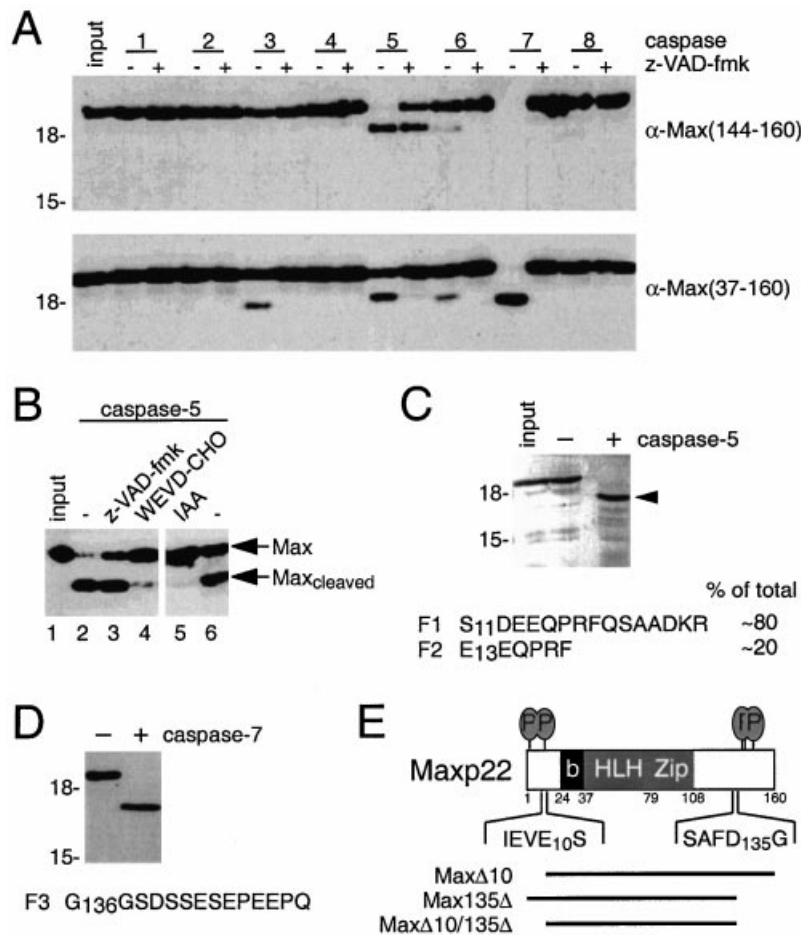 A
input 1 2 3 4 5 6 7 8 caspase
- + - + - + - + - + - + - + - + z-VAD-fmk
18-
α-Max(144-160)
15-
18-
α-Max(37-160)
B
caspase-5
input - z-VAD-fmk WEVD-CHO IAA -
Max
Maxcleaved
1 2 3 4 5 6
C
input – + caspase-5
18-
15-
% of total
F1 S11DEEQPRFQSAADKR ~80
F2 E13EQPRF ~20
D
– + caspase-7
18-
15-
F3 G136GSDSSESEPEEPQ
E
PP P
Maxp22 b HLH Zip
1 24 37 79 108 160
IEVE10S SAFD135G
MaxΔ10
Max135Δ
MaxΔ10/135Δ